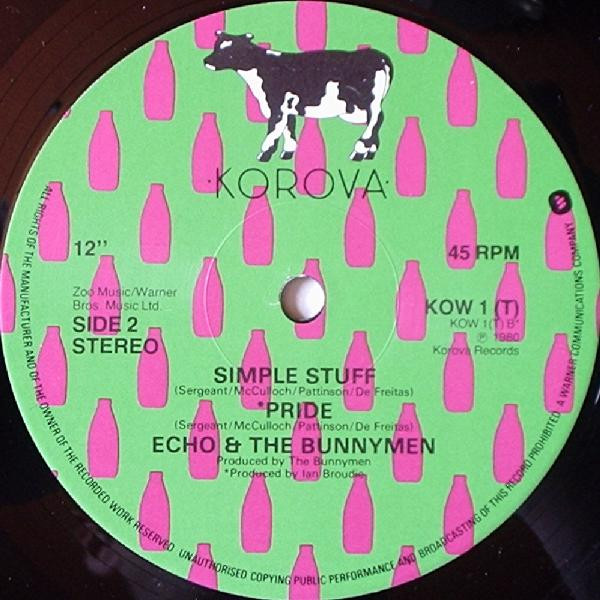 ·KOROVA·
12"
45 RPM
Zoo Music/Warner
Bros. Music Ltd.
SIDE 2
STEREO
KOW 1 (T)
KOW 1(T) B
℗ 1980
Korova Records
SIMPLE STUFF
(Sergeant/McCulloch/Pattinson/De Freitas)
*PRIDE
(Sergeant/McCulloch/Pattinson/De Freitas)
ECHO & THE BUNNYMEN
Produced by The Bunnymen
*Produced by Ian Broudie
ALL RIGHTS OF THE MANUFACTURER AND OF THE OWNER OF THE RECORDED WORK RESERVED UNAUTHORISED COPYING PUBLIC PERFORMANCE AND BROADCASTING OF THIS RECORD PROHIBITED. A WARNER COMMUNICATIONS COMPANY